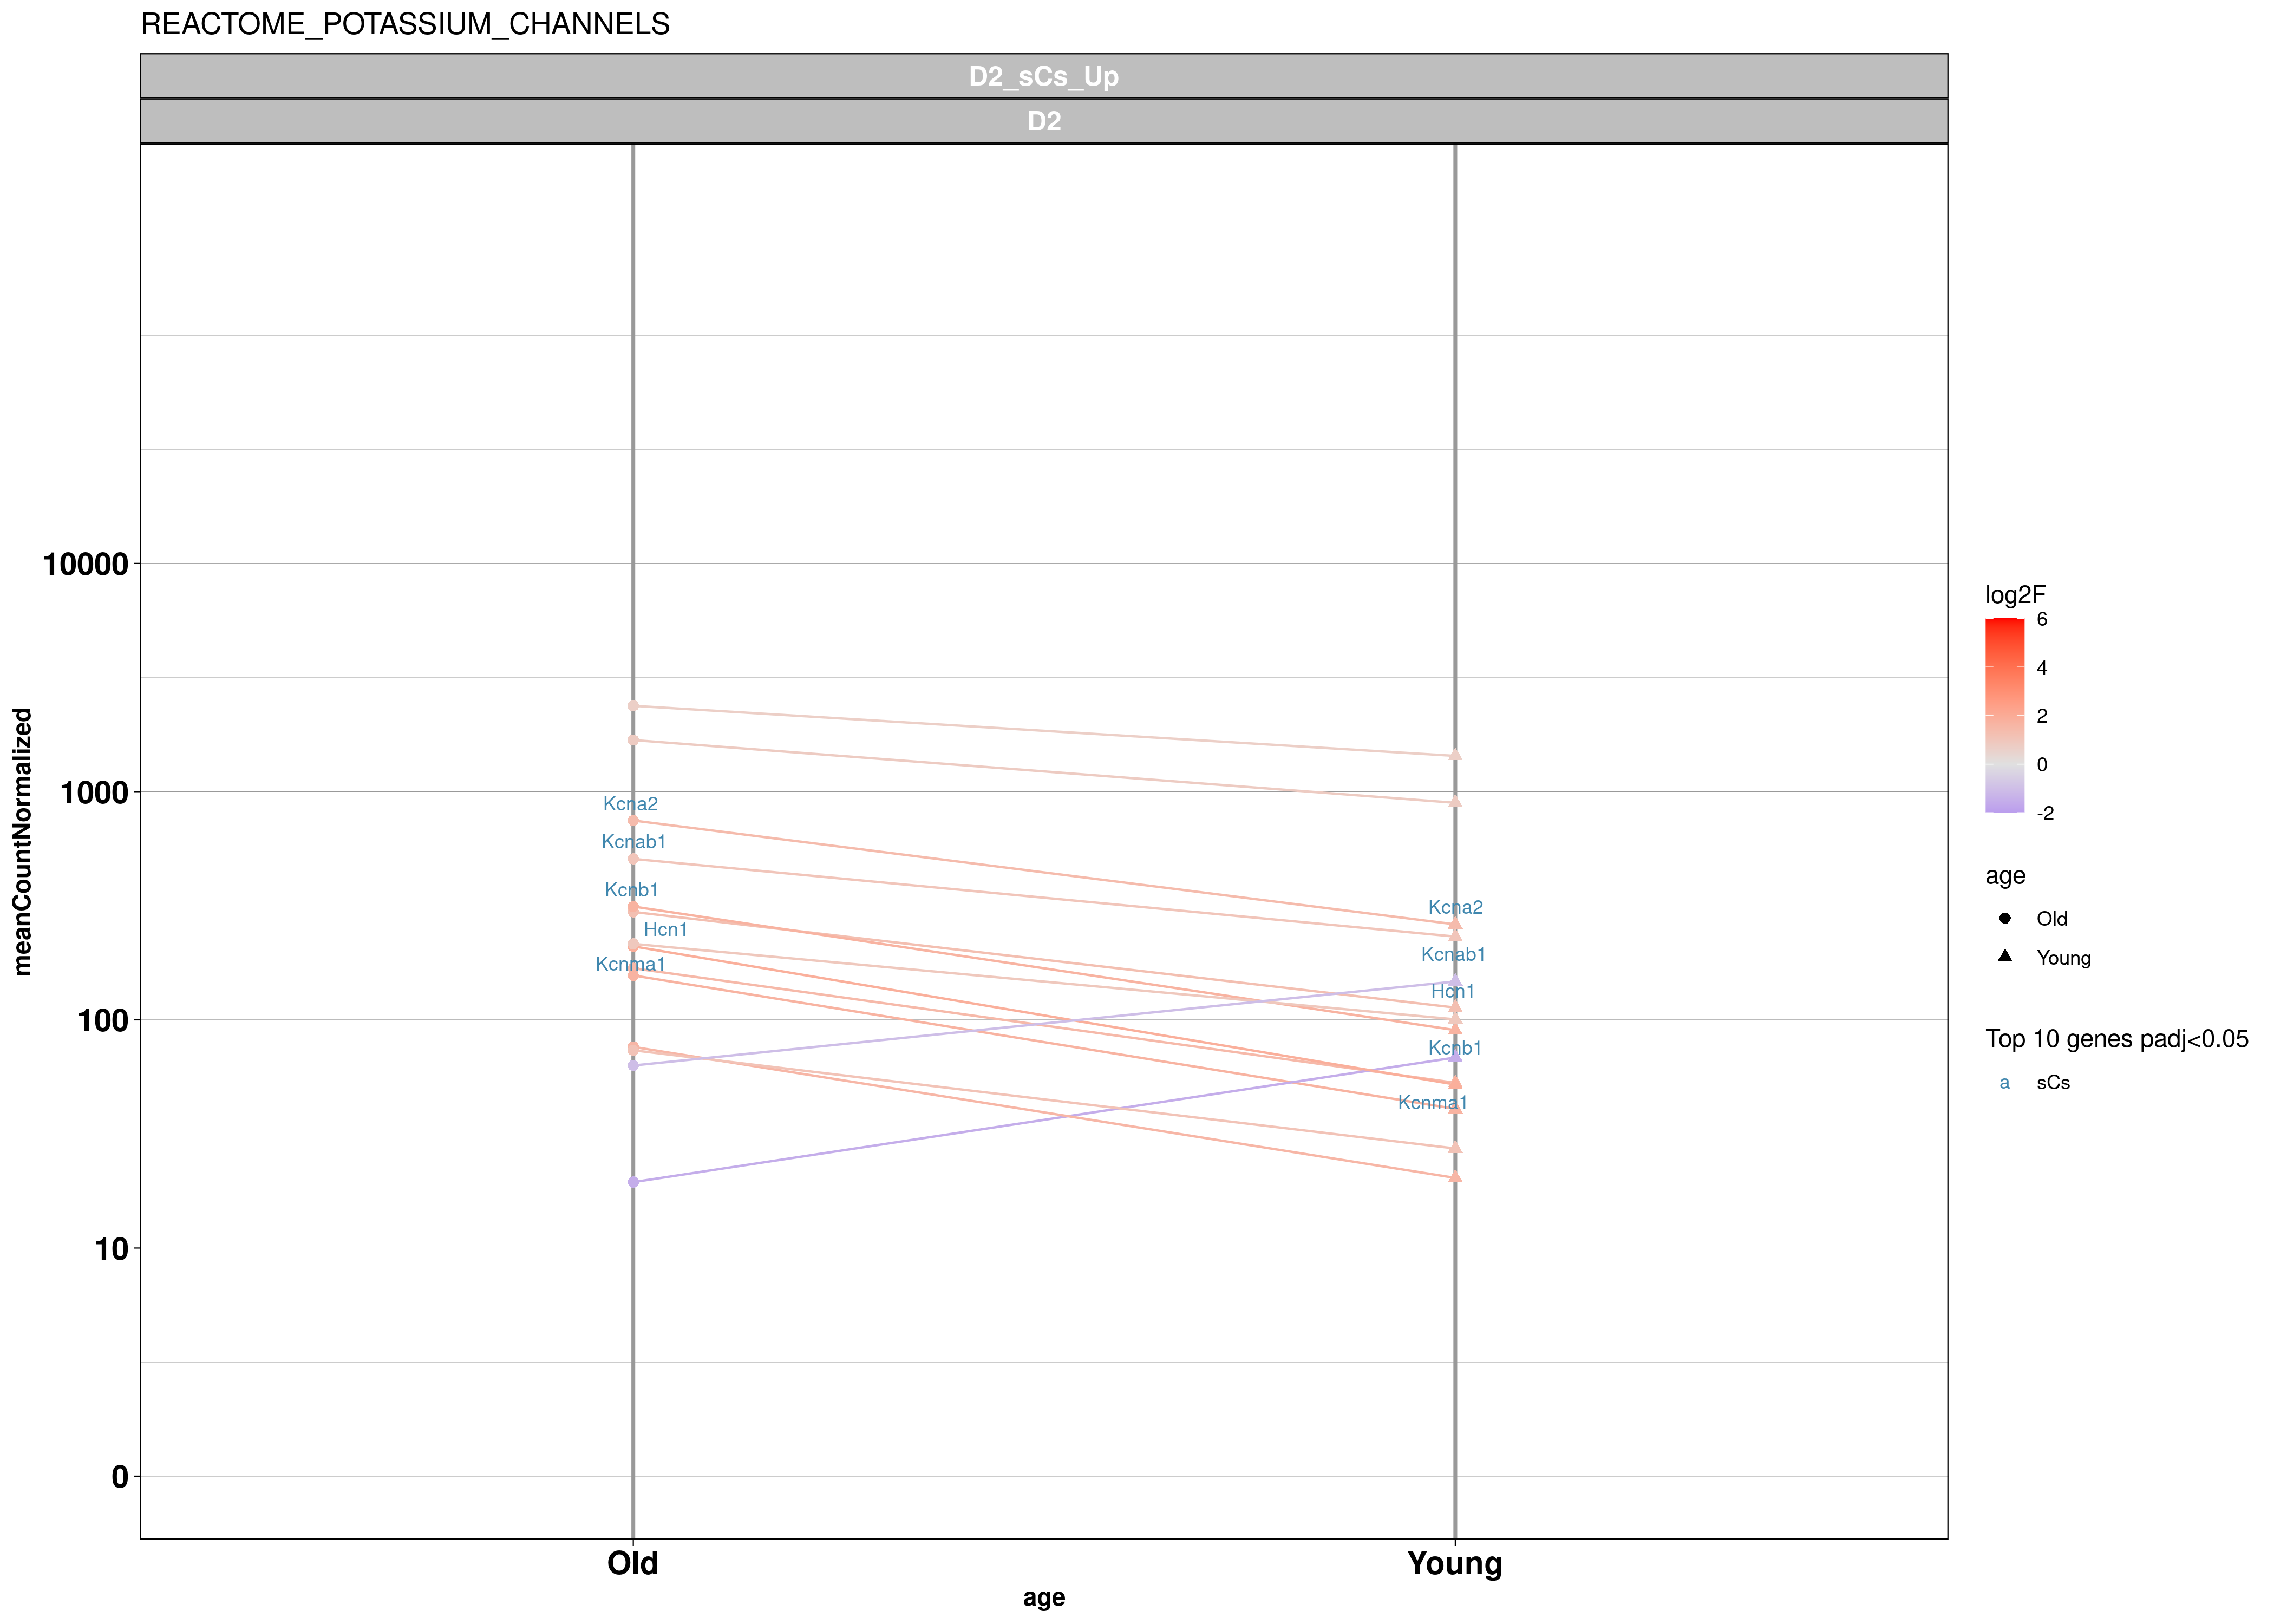 REACTOME_POTASSIUM_CHANNELS
D2_sCs_Up
D2
meanCountNormalized
10000
1000
100
10
0
Kcna2
Kcnab1
Kcnb1
Hcn1
Kcnma1
Kcna2
Kcnab1
Hcn1
Kcnb1
Kcnma1
Old
Young
age
log2F
6
4
2
0
-2
age
Old
Young
Top 10 genes padj<0.05
a sCs